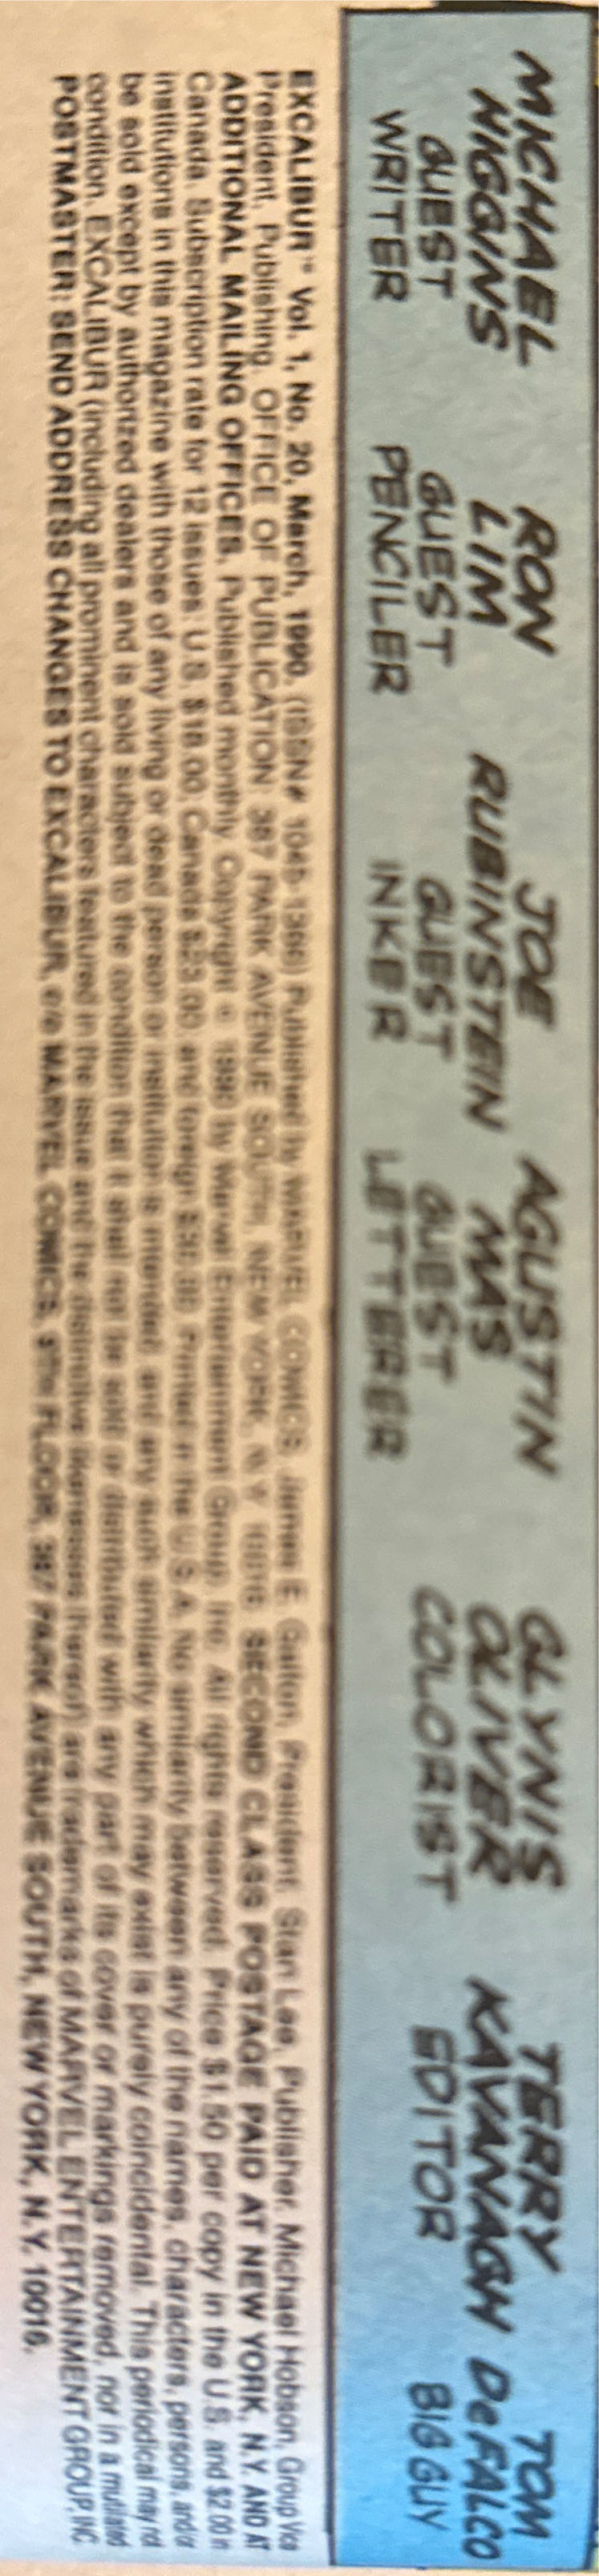 MICHAEL HIGGINS GUEST WRITER
RON LIM GUEST PENCILER
JOE RUBINSTEIN GUEST INKER
AGUSTIN MAS GUEST LETTERER
GLYNIS OLIVER COLORIST
TERRY KAVANAGH EDITOR
TOM DeFALCO BIG GUY
EXCALIBUR™ Vol. 1, No. 20, March, 1990. (ISSN# Published by MARVEL COMICS. James E. Galton, President. Stan Lee, Publisher. Michael Hobson, Group Vice
President, Publishing. OFFICE OF PUBLICATION: 387 PARK AVENUE SOUTH, NEW YORK, N.Y. 10016. SECOND CLASS POSTAGE PAID AT NEW YORK, N.Y. AND AT
ADDITIONAL MAILING OFFICES. Published monthly. Copyright © 1990 by Marvel Entertainment Group, Inc. All rights reserved. Price $1.50 per copy in the U.S. and $2.00 in
Canada. Subscription rate for 12 issues: U.S. $18.00; Canada and foreign Printed in the U.S.A. No similarity between any of the names, characters, persons, and/or
institutions in this magazine with those of any living or dead person or institution is intended, and any such similarity which may exist is purely coincidental. This periodical may not
be sold except by authorized dealers and is sold subject to the condition that it shall not be sold or distributed with any part of its cover or markings removed, nor in a mutilated
condition. EXCALIBUR (including all prominent characters featured in the issue and the distinctive likenesses thereof) are trademarks of MARVEL ENTERTAINMENT GROUP, INC.
POSTMASTER: SEND ADDRESS CHANGES TO EXCALIBUR, c/o MARVEL COMICS, 9TH FLOOR, 387 PARK AVENUE SOUTH, NEW YORK, N.Y. 10016.